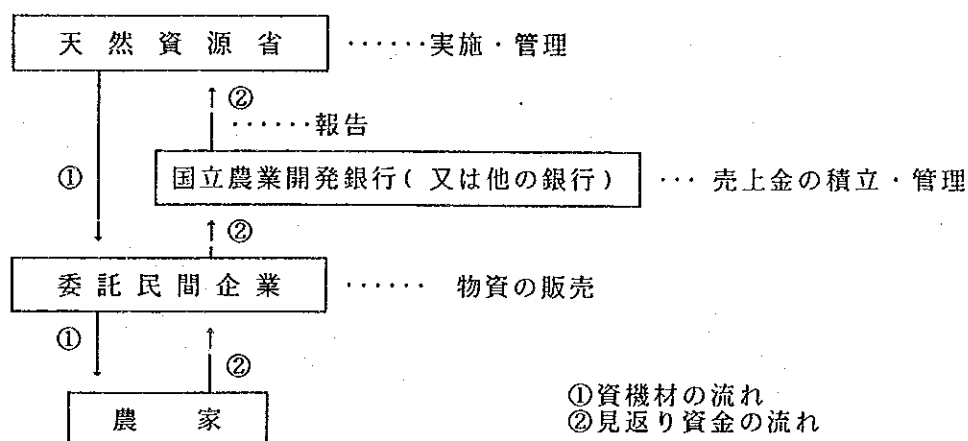 天然資源省 ……実施・管理
②
……報告
①
国立農業開発銀行(又は他の銀行) … 売上金の積立・管理
②
委託民間企業 …… 物資の販売
①
②
農家
①資機材の流れ
②見返り資金の流れ